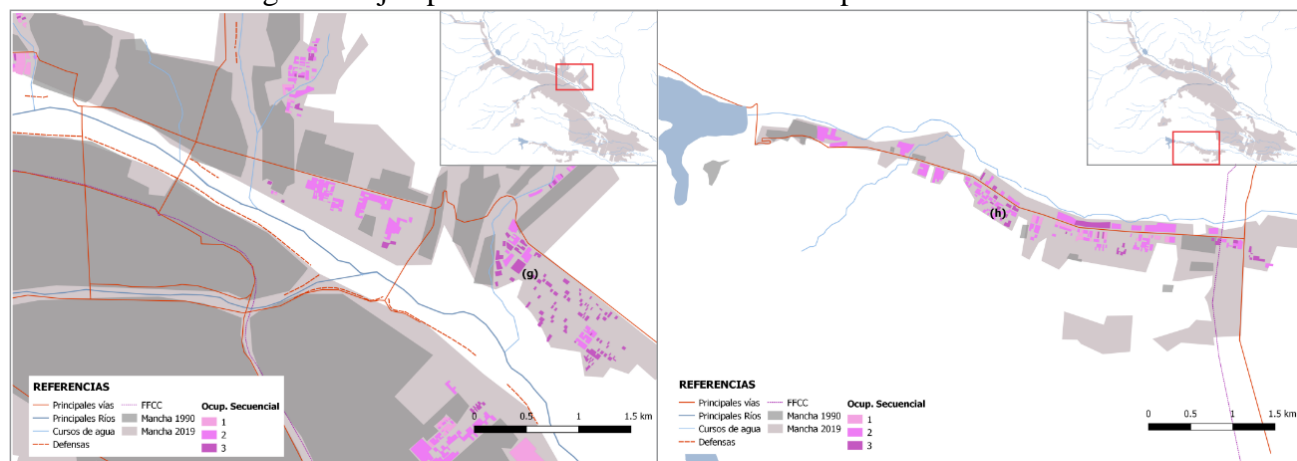 (g)
REFERENCIAS
Principales vías
Principales Ríos
Cursos de agua
Defensas
FFCC
Mancha 1990
Mancha 2019
Ocup. Secuencial
1
2
3
0 0.5 1 1.5 km
(h)
REFERENCIAS
Principales vías
Principales Ríos
Cursos de agua
Defensas
FFCC
Mancha 1990
Mancha 2019
Ocup. Secuencial
1
2
3
0 0.5 1 1.5 km